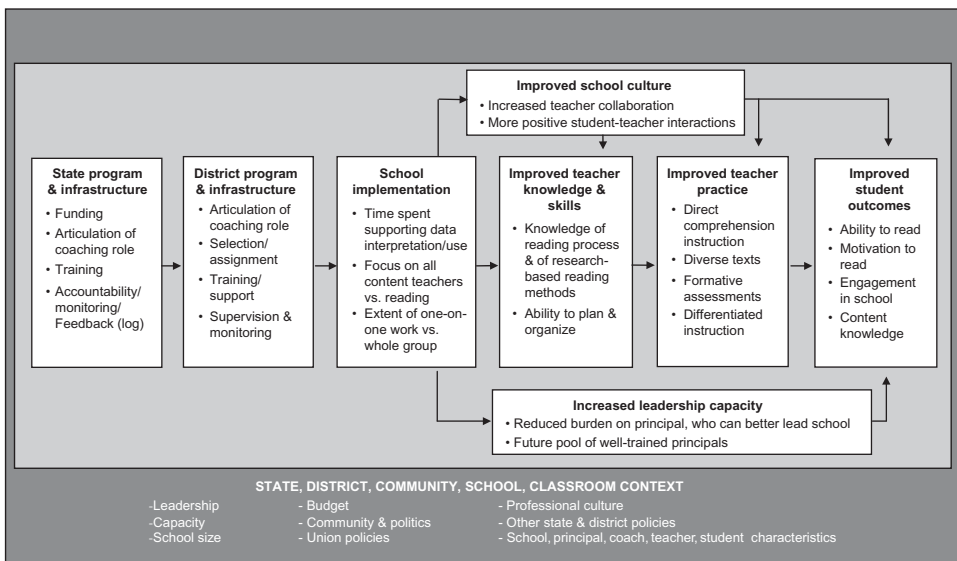 Improved school culture
• Increased teacher collaboration
• More positive student-teacher interactions
State program
& infrastructure
• Funding
• Articulation of
coaching role
• Training
• Accountability/
monitoring/
Feedback (log)
District program
& infrastructure
• Articulation of
coaching role
• Selection/
assignment
• Training/
support
• Supervision &
monitoring
School
implementation
• Time spent
supporting data
interpretation/use
• Focus on all
content teachers
vs. reading
• Extent of one-on-
one work vs.
whole group
Improved teacher
knowledge &
skills
• Knowledge of
reading process
& of research-
based reading
methods
• Ability to plan &
organize
Improved teacher
practice
• Direct
comprehension
instruction
• Diverse texts
• Formative
assessments
• Differentiated
instruction
Improved
student
outcomes
• Ability to read
• Motivation to
read
• Engagement
in school
• Content
knowledge
Increased leadership capacity
• Reduced burden on principal, who can better lead school
• Future pool of well-trained principals
STATE, DISTRICT, COMMUNITY, SCHOOL, CLASSROOM CONTEXT
-Leadership
-Capacity
-School size
- Budget
- Community & politics
- Union policies
- Professional culture
- Other state & district policies
- School, principal, coach, teacher, student characteristics